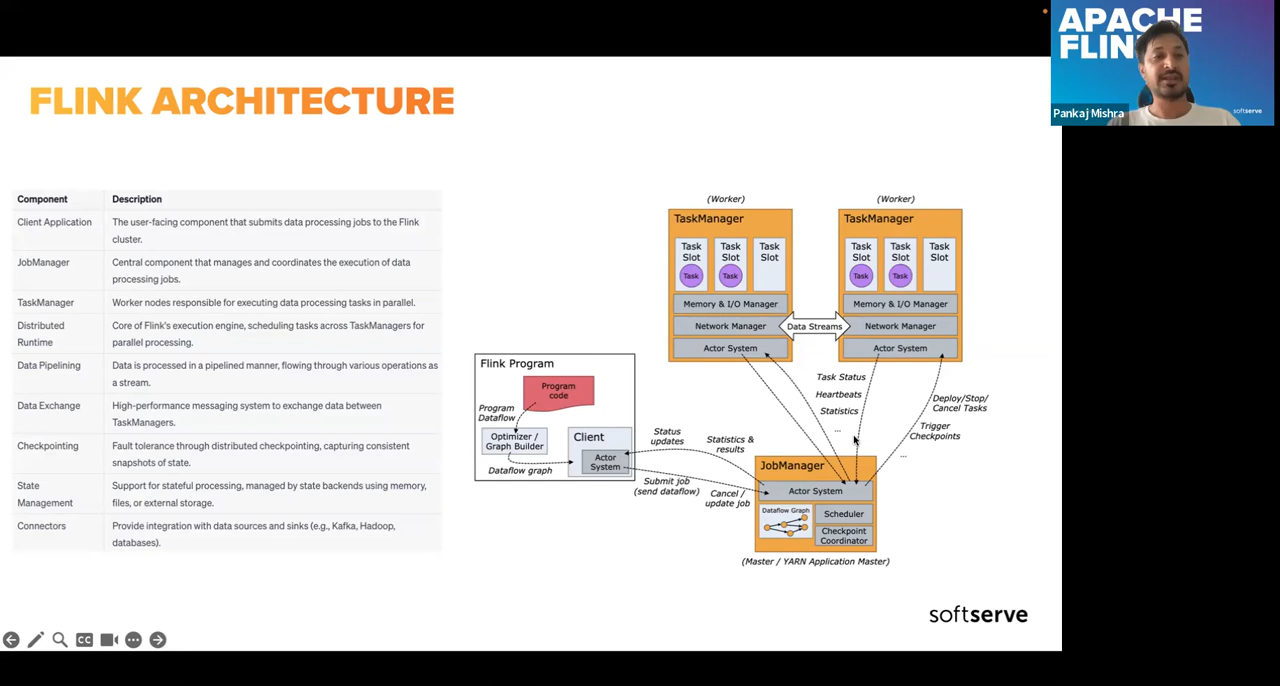 APACHE
FLIN
Pankaj Mishra
softserve
FLINK ARCHITECTURE
Component Description
Client Application The user-facing component that submits data processing jobs to the Flink
cluster.
JobManager Central component that manages and coordinates the execution of data
processing jobs.
TaskManager Worker nodes responsible for executing data processing tasks in parallel.
Distributed Core of Flink's execution engine, scheduling tasks across TaskManagers for
Runtime parallel processing.
Data Pipelining Data is processed in a pipelined manner, flowing through various operations as
a stream.
Data Exchange High-performance messaging system to exchange data between
TaskManagers.
Checkpointing Fault tolerance through distributed checkpointing, capturing consistent
snapshots of state.
State Support for stateful processing, managed by state backends using memory,
Management files, or external storage.
Connectors Provide integration with data sources and sinks (e.g., Kafka, Hadoop,
databases).
Flink Program
Program
code
Program
Dataflow
Optimizer /
Graph Builder
Dataflow graph
Client
Actor
System
Status
updates
Statistics &
results
Submit job
(send dataflow)
Cancel /
update job
(Worker)
TaskManager
Task
Slot
Task
Task
Slot
Task
Task
Slot
Memory & I/O Manager
Network Manager
Actor System
Data Streams
(Worker)
TaskManager
Task
Slot
Task
Task
Slot
Task
Task
Slot
Memory & I/O Manager
Network Manager
Actor System
Task Status
Heartbeats
Statistics
...
Deploy/Stop/
Cancel Tasks
Trigger
Checkpoints
...
JobManager
Actor System
Dataflow Graph
Scheduler
Checkpoint
Coordinator
(Master / YARN Application Master)
softserve
CC